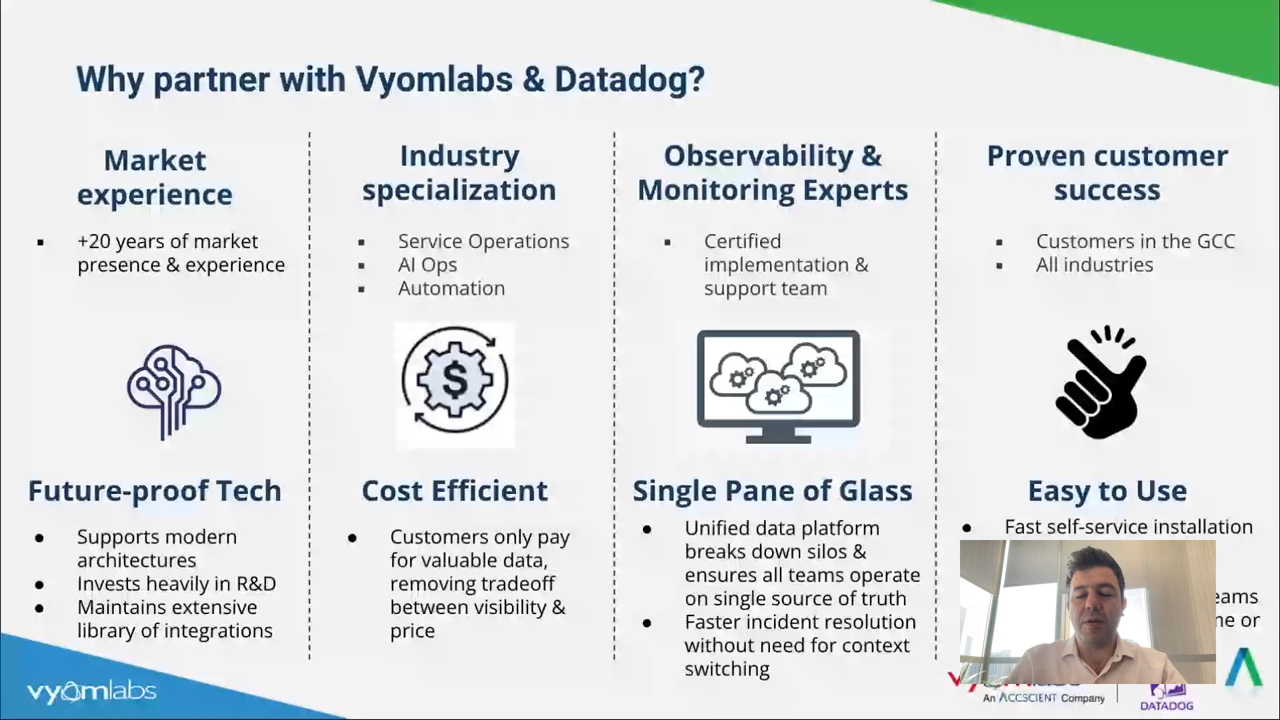 Why partner with Vyomlabs & Datadog?
Market
experience
▪ +20 years of market
presence & experience
Industry
specialization
▪ Service Operations
▪ AI Ops
▪ Automation
Observability &
Monitoring Experts
▪ Certified
implementation &
support team
Proven customer
success
▪ Customers in the GCC
▪ All industries
$
Future-proof Tech
● Supports modern
architectures
● Invests heavily in R&D
● Maintains extensive
library of integrations
Cost Efficient
● Customers only pay
for valuable data,
removing tradeoff
between visibility &
price
Single Pane of Glass
● Unified data platform
breaks down silos &
ensures all teams operate
on single source of truth
● Faster incident resolution
without need for context
switching
Easy to Use
● Fast self-service installation
vyomlabs
An ACCSCIENT Company
DATADOG